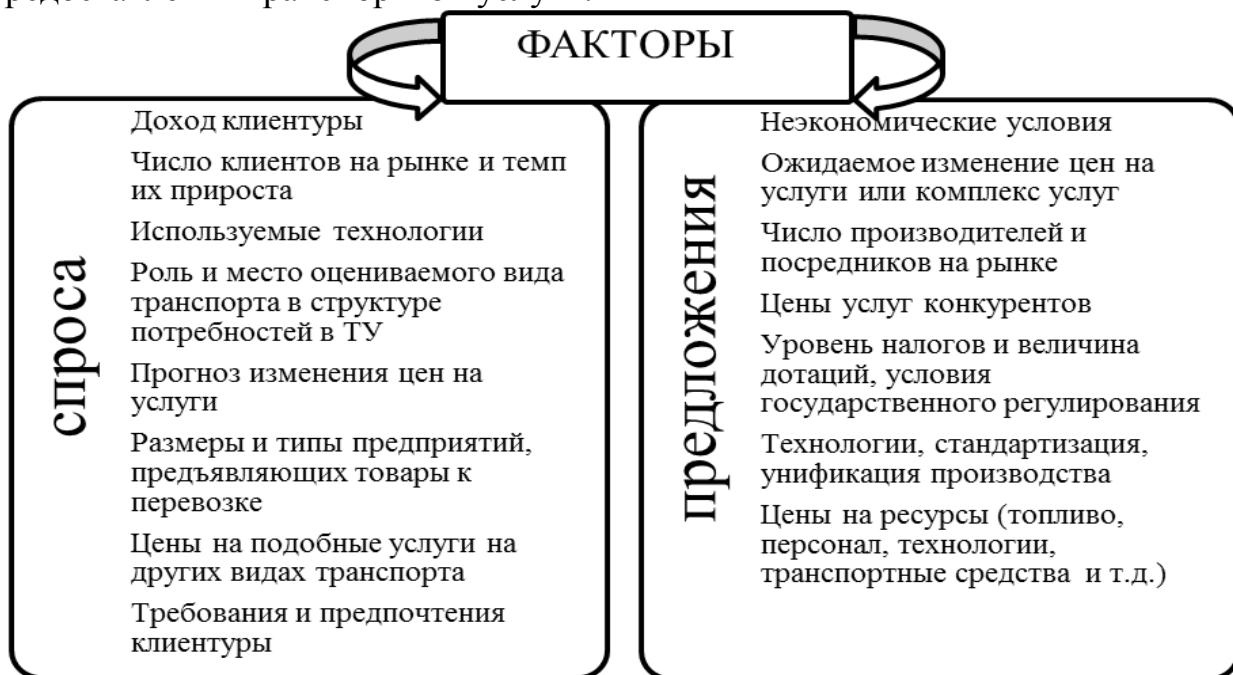 ФАКТОРЫ
спроса
Доход клиентуры
Число клиентов на рынке и темп
их прироста
Используемые технологии
Роль и место оцениваемого вида
транспорта в структуре
потребностей в ТУ
Прогноз изменения цен на
услуги
Размеры и типы предприятий,
предъявляющих товары к
перевозке
Цены на подобные услуги на
других видах транспорта
Требования и предпочтения
клиентуры
предложения
Неэкономические условия
Ожидаемое изменение цен на
услуги или комплекс услуг
Число производителей и
посредников на рынке
Цены услуг конкурентов
Уровень налогов и величина
дотаций, условия
государственного регулирования
Технологии, стандартизация,
унификация производства
Цены на ресурсы (топливо,
персонал, технологии,
транспортные средства и т.д.)